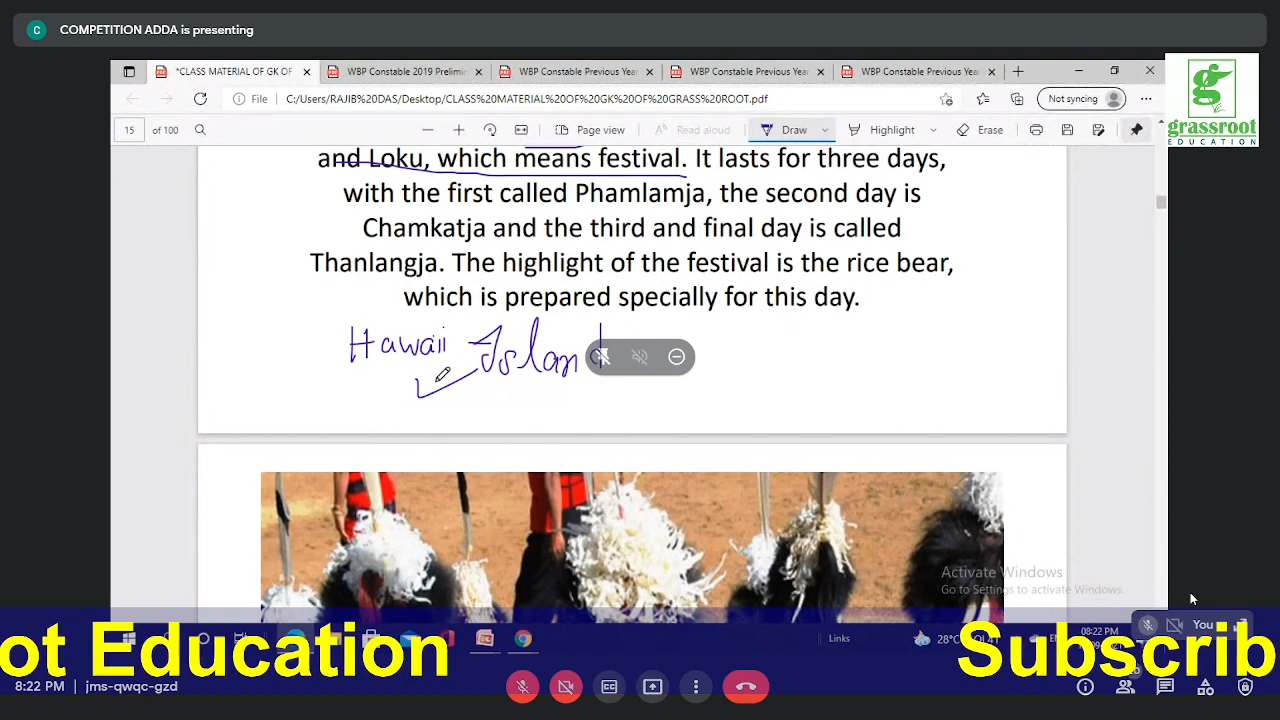 C COMPETITION ADDA is presenting
*CLASS MATERIAL OF GK OF
WBP Constable 2019 Prelimin
WBP Constable Previous Year
WBP Constable Previous Year
WBP Constable Previous Year
File C:/Users/RAJIB%20DAS/Desktop/CLASS%20MATERIAL%20OF%20GK%20OF%20GRASS%20ROOT.pdf Not syncing
15 of 100 Page view Read aloud Draw Highlight Erase
grassroot
EDUCATION
and Loku, which means festival. It lasts for three days,
with the first called Phamlamja, the second day is
Chamkatja and the third and final day is called
Thanlangja. The highlight of the festival is the rice bear,
which is prepared specially for this day.
Hawaii Island
Activate Windows
Go to Settings to activate Windows.
Links 28°C 08:22 PM
You
ot Education Subscrib
8:22 PM jms-qwqc-gzd